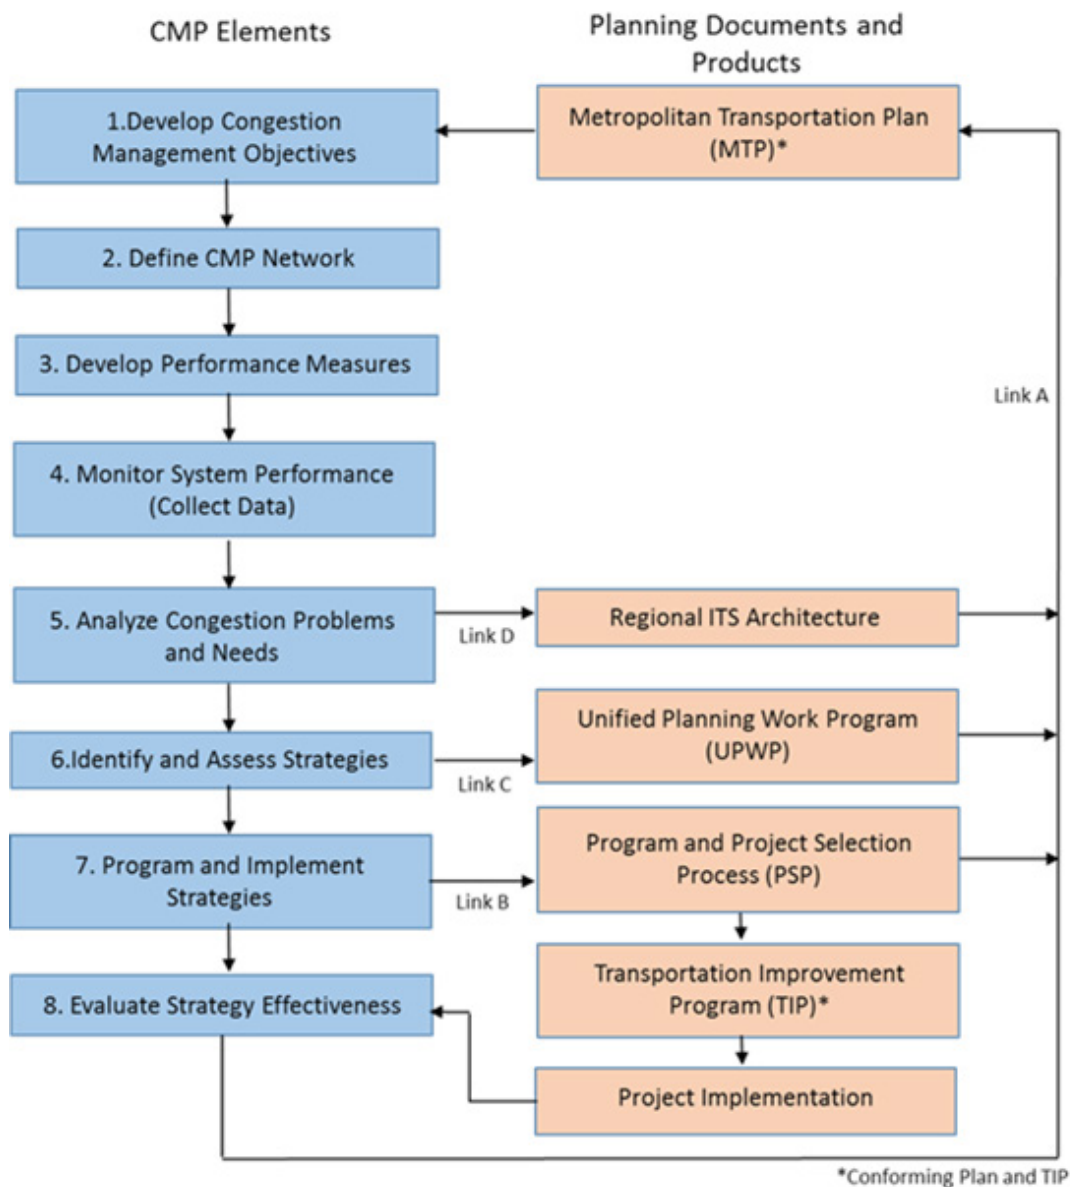 CMP Elements
Planning Documents and
Products
1.Develop Congestion
Management Objectives
Metropolitan Transportation Plan
(MTP)*
2. Define CMP Network
3. Develop Performance Measures
Link A
4. Monitor System Performance
(Collect Data)
5. Analyze Congestion Problems
and Needs
Link D
Regional ITS Architecture
6.Identify and Assess Strategies
Link C
Unified Planning Work Program
(UPWP)
7. Program and Implement
Strategies
Link B
Program and Project Selection
Process (PSP)
8. Evaluate Strategy Effectiveness
Transportation Improvement
Program (TIP)*
Project Implementation
*Conforming Plan and TIP